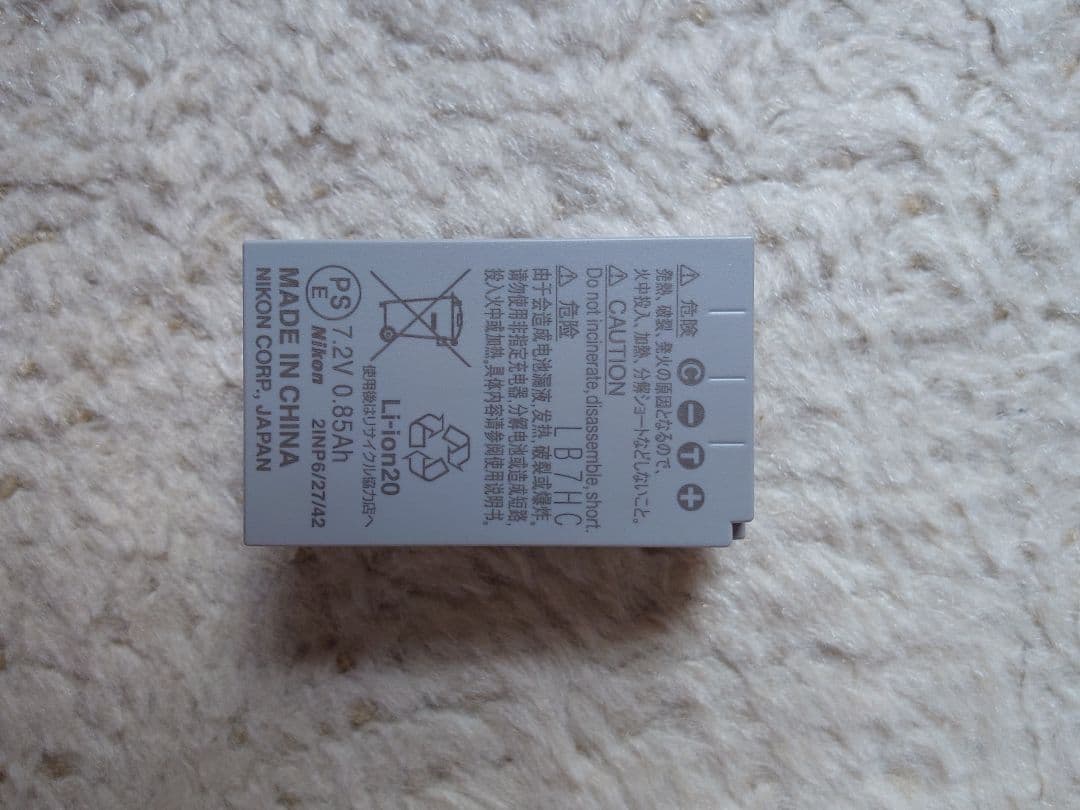 C − T +
⚠ 危険
発熱、破裂、発火の原因となるので、
火中投入、加熱、分解ショートなどしないこと。
⚠ CAUTION
Do not incinerate, disassemble, short.
⚠ 危险 LB7HC
由于会造成电池漏液,发热,破裂或爆炸。
请勿使用非指定充电器,分解电池或造成短路,
投入火中或加热。具体内容请参阅使用说明书。
Li-ion20
使用後はリサイクル協力店へ
PS E 7.2V 0.85Ah
Nikon 2INP6/27/42
MADE IN CHINA
NIKON CORP., JAPAN